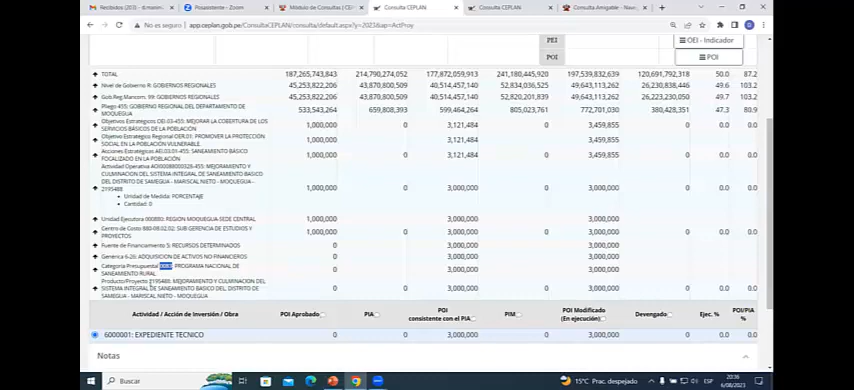 Recibidos (203) - d.marin
Posasistente - Zoom
Módulo de Consultas | CE
Consulta CEPLAN
Consulta CEPLAN
Consulta Amigable - Nave
No es seguro | app.ceplan.gob.pe/ConsultaCEPLAN/consulta/default.aspx?y=2023&ap=ActProy
PEI OEI - Indicador
POI POI
TOTAL 187,265,743,843 214,790,274,052 177,872,059,913 241,180,445,920 197,539,832,639 120,691,792,318 50.0 87.2
Nivel de Gobierno R: GOBIERNOS REGIONALES 45,253,822,206 43,870,800,509 40,514,457,140 52,834,036,525 49,643,113,262 26,230,838,446 49.6 103.2
Gob.Reg.Mancom. 99: GOBIERNOS REGIONALES 45,253,822,206 43,870,800,509 40,514,457,140 52,820,201,839 49,643,113,262 26,223,230,050 49.7 103.2
Pliego 455: GOBIERNO REGIONAL DEL DEPARTAMENTO DE MOQUEGUA 533,543,264 659,808,393 599,464,264 805,023,761 772,701,030 380,428,351 47.3 80.9
Objetivos Estratégicos OEI.03-455: MEJORAR LA COBERTURA DE LOS SERVICIOS BÁSICOS DE LA POBLACIÓN 1,000,000 0 3,121,484 3,459,855 0.0 0.0
Objetivo Estratégico Regional OER.01: PROMOVER LA PROTECCIÓN SOCIAL EN LA POBLACIÓN VULNERABLE. 1,000,000 3,121,484 3,459,855
Acciones Estratégicas AEI.03.01-455: SANEAMIENTO BÁSICO FOCALIZADO EN LA POBLACIÓN 1,000,000 0 3,121,484 3,459,855 0.0 0.0
Actividad Operativa AOI00088000328-455: MEJORAMIENTO Y
CULMINACION DEL SISTEMA INTEGRAL DE SANEAMIENTO BASICO
DEL DISTRITO DE SAMEGUA - MARISCAL NIETO - MOQUEGUA -
2195488 1,000,000 0 3,000,000 0 3,000,000 0 0.0 0.0
• Unidad de Medida: PORCENTAJE
• Cantidad: 0
Unidad Ejecutora 000880: REGION MOQUEGUA-SEDE CENTRAL 1,000,000 3,000,000 3,000,000
Centro de Costo 880-08.02.02: SUB GERENCIA DE ESTUDIOS Y PROYECTOS 1,000,000 0 3,000,000 0 3,000,000 0 0.0 0.0
Fuente de Financiamiento 5: RECURSOS DETERMINADOS 0 3,000,000 3,000,000
Genérica 6-26: ADQUISICION DE ACTIVOS NO FINANCIEROS 0 3,000,000 3,000,000
Categoría Presupuestal 0083: PROGRAMA NACIONAL DE SANEAMIENTO RURAL 0 3,000,000 3,000,000
Producto/Proyecto 2195488: MEJORAMIENTO Y CULMINACION DEL
SISTEMA INTEGRAL DE SANEAMIENTO BASICO DEL DISTRITO DE
SAMEGUA - MARISCAL NIETO - MOQUEGUA 0 0 3,000,000 0 3,000,000 0 0.0 0.0
Actividad / Acción de Inversión / Obra POI Aprobado PIA POI consistente con el PIA PIM POI Modificado (En ejecución) Devengado Ejec. % POI/PIA %
6000001: EXPEDIENTE TECNICO 0 0 3,000,000 0 3,000,000 0 0.0 0.0
Notas
Buscar
15°C Prac. despejado
ESP
20:16
6/08/2023